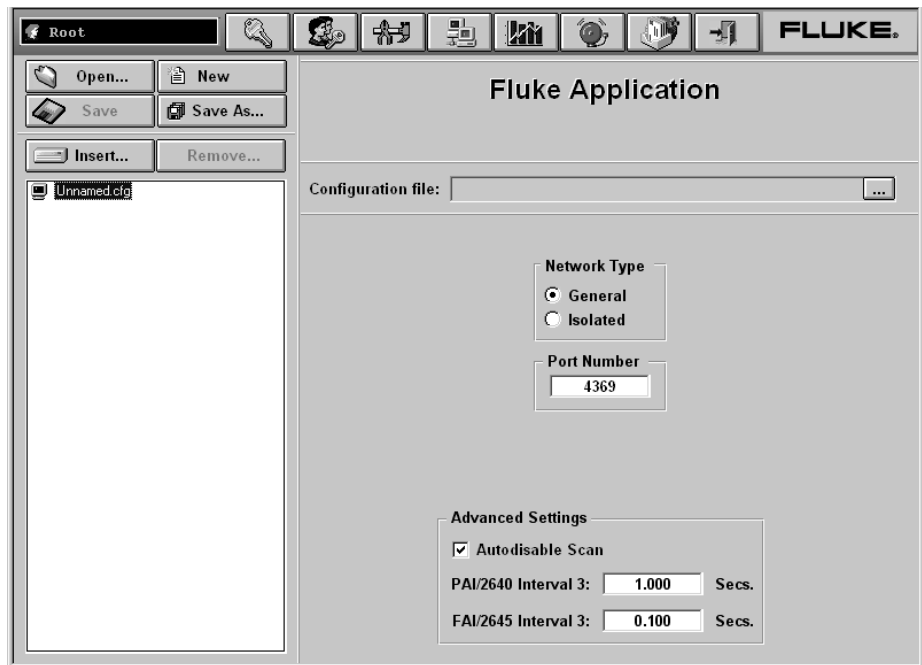 Root
FLUKE®
Open...
New
Save
Save As...
Insert...
Remove...
Unnamed.cfg
Fluke Application
Configuration file:
...
Network Type
General
Isolated
Port Number
4369
Advanced Settings
Autodisable Scan
PAI/2640 Interval 3: 1.000 Secs.
FAI/2645 Interval 3: 0.100 Secs.